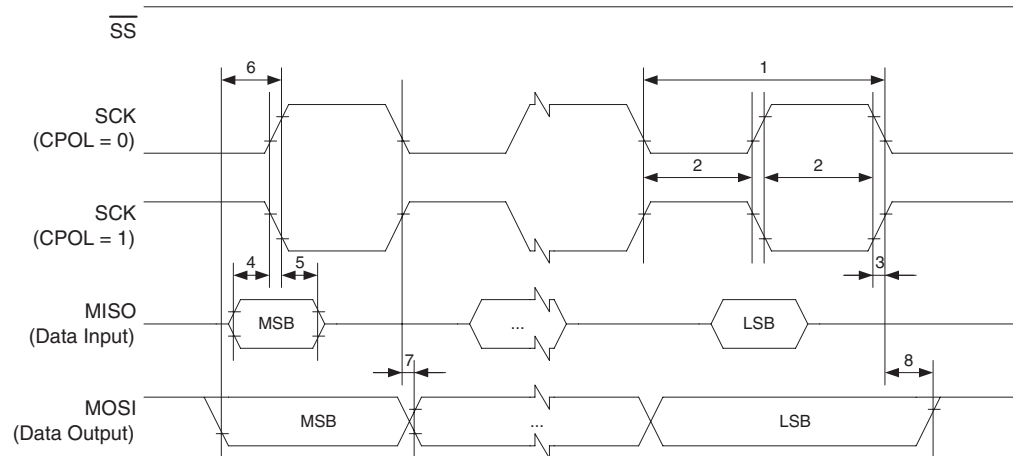 SS
6
1
SCK
(CPOL = 0)
2
2
SCK
(CPOL = 1)
4
5
3
MISO
(Data Input)
MSB
...
LSB
7
8
MOSI
(Data Output)
MSB
...
LSB